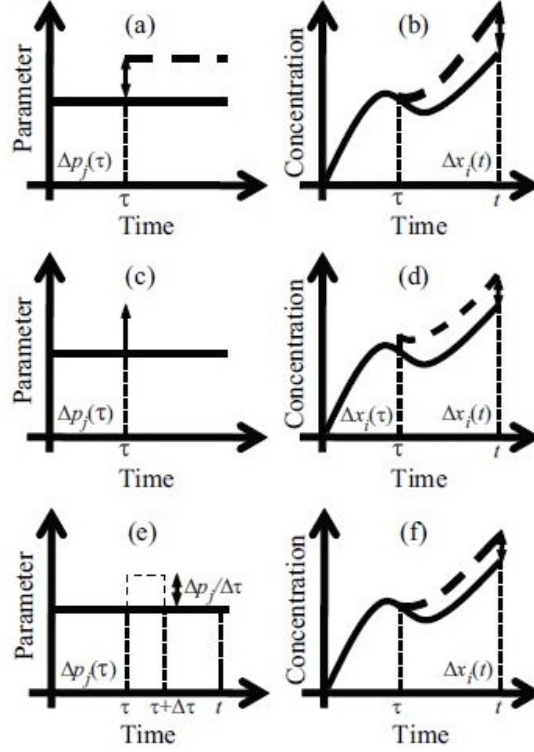 (a)
Parameter
Δp_j(τ)
τ
Time
(b)
Concentration
Δx_i(t)
τ
t
Time
(c)
Parameter
Δp_j(τ)
τ
Time
(d)
Concentration
Δx_i(τ)
Δx_i(t)
τ
t
Time
(e)
Parameter
Δp_j/Δτ
Δp_j(τ)
τ
τ+Δτ
t
Time
(f)
Concentration
Δx_i(t)
τ
t
Time